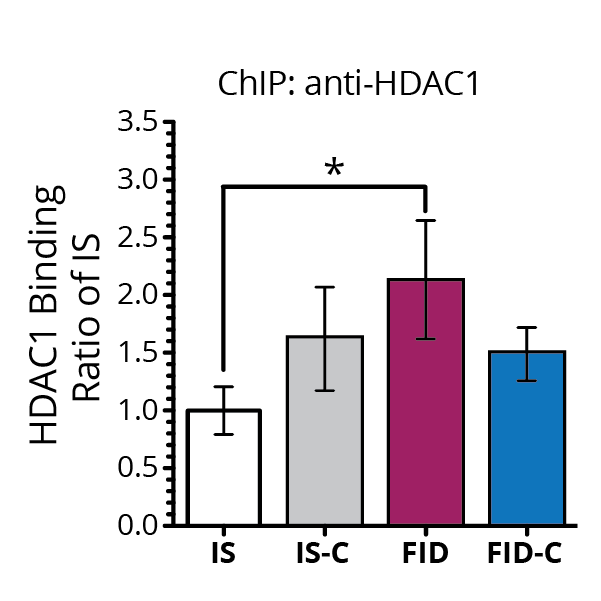 ChIP: anti-HDAC1
HDAC1 Binding
Ratio of IS
3.5
3.0
2.5
2.0
1.5
1.0
0.5
0.0
*
IS IS-C FID FID-C